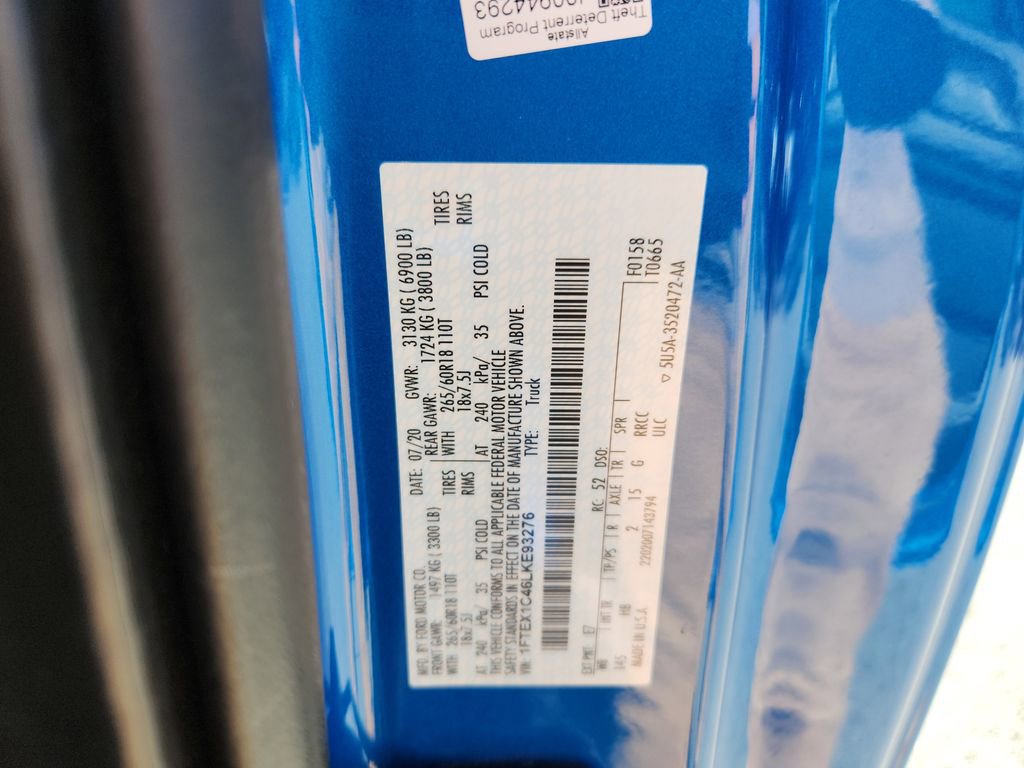 Allstate
Theft Deterrent Program
J00944293
MFD. BY FORD MOTOR CO. DATE: 07/20 GVWR: 3130 KG ( 6900 LB)
FRONT GAWR: 1497 KG ( 3300 LB) REAR GAWR: 1724 KG ( 3800 LB)
WITH 265/60R18 110T TIRES WITH 265/60R18 110T TIRES
18x7.5J RIMS 18x7.5J RIMS
AT 240 kPa/ 35 PSI COLD AT 240 kPa/ 35 PSI COLD
THIS VEHICLE CONFORMS TO ALL APPLICABLE FEDERAL MOTOR VEHICLE
SAFETY STANDARDS IN EFFECT ON THE DATE OF MANUFACTURE SHOWN ABOVE.
VIN: 1FTEX1C46LKE93276 TYPE: Truck
EXT PNT: E7 RC: 52 DSO:
WB INT TR TP/PS R AXLE TR SPR F0158
145 HB 2 15 G RRCC T0665
MADE IN U.S.A. 2202007143794 ULC
▽ 5U5A-3520472-AA